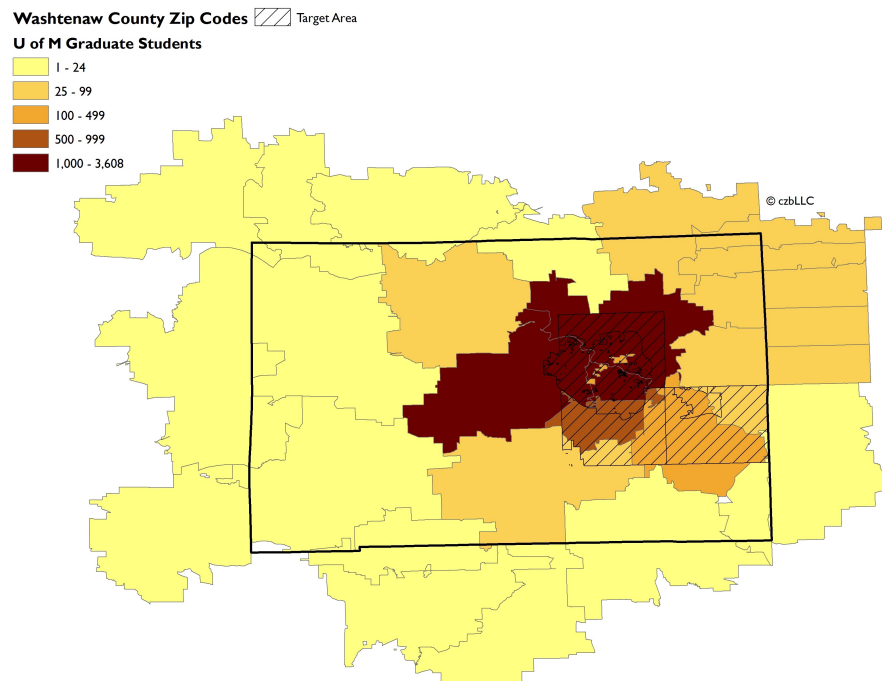 Washtenaw County Zip Codes Target Area
U of M Graduate Students
1 - 24
25 - 99
100 - 499
500 - 999
1,000 - 3,608
© czbLLC